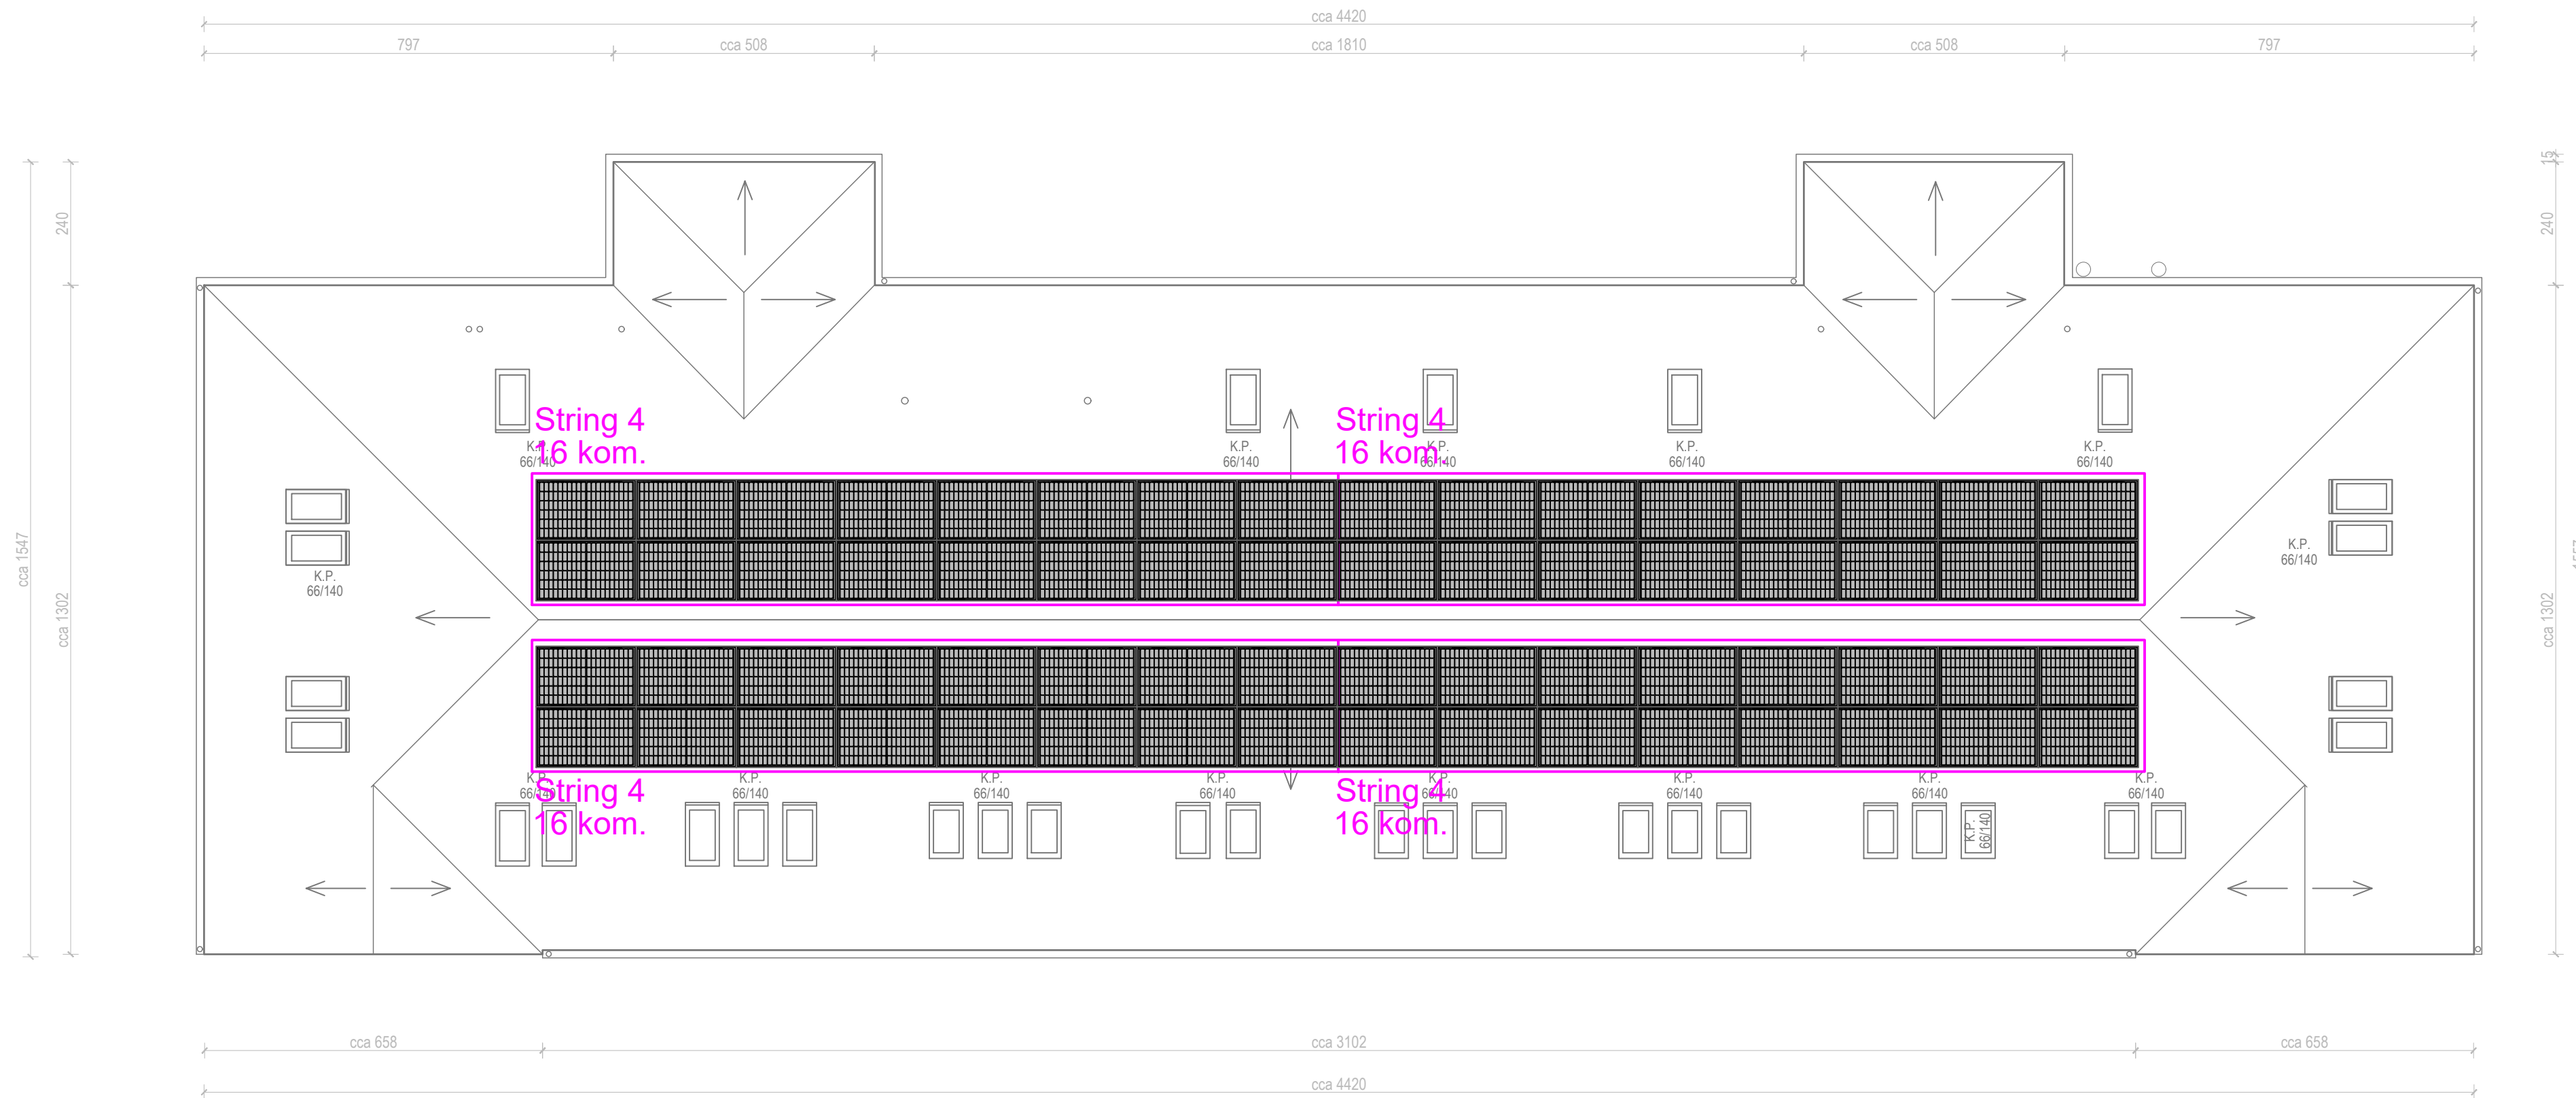 cca 4420
797
cca 508
cca 1810
cca 508
797
15
240
240
String 4
16 kom.
String 4
16 kom.
K.P.
66/140
K.P.
66/140
K.P.
66/140
K.P.
66/140
K.P.
66/140
cca 1547
K.P.
66/140
K.P.
66/140
cca 1302
cca 1302
K.P.
66/140
K.P.
66/140
K.P.
66/140
K.P.
66/140
K.P.
66/140
K.P.
66/140
K.P.
66/140
K.P.
66/140
String 4
16 kom.
String 4
16 kom.
K.P.
66/140
cca 658
cca 3102
cca 658
cca 4420